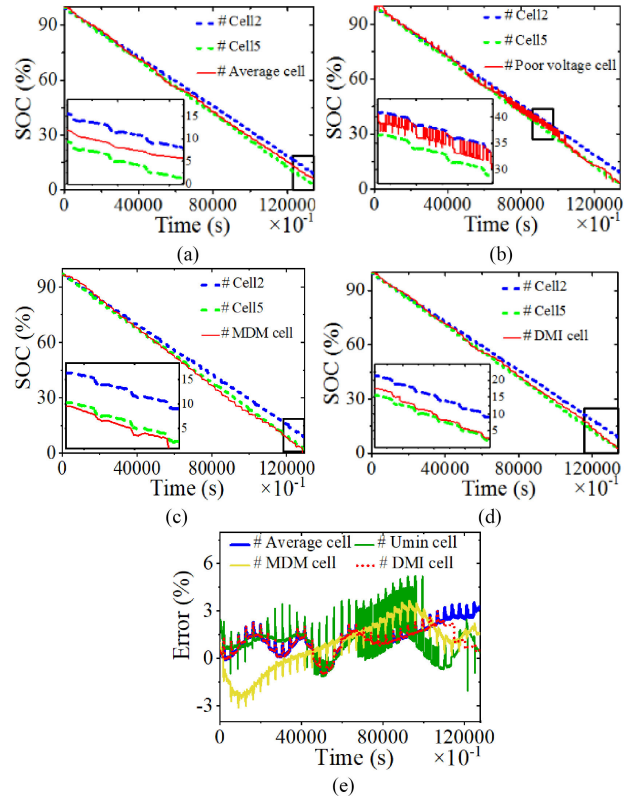 # Cell2
# Cell5
# Average cell
SOC (%)
90
60
30
0
15
10
5
0 40000 80000 120000
Time (s) ×10⁻¹
(a)
# Cell2
# Cell5
# Poor voltage cell
SOC (%)
90
60
30
0
40
35
30
0 40000 80000 120000
Time (s) ×10⁻¹
(b)
# Cell2
# Cell5
# MDM cell
SOC (%)
90
60
30
0
15
10
5
0 40000 80000 120000
Time (s) ×10⁻¹
(c)
# Cell2
# Cell5
# DMI cell
SOC (%)
90
60
30
0
20
15
10
5
0 40000 80000 120000
Time (s) ×10⁻¹
(d)
# Average cell # Umin cell
# MDM cell # DMI cell
Error (%)
6
3
0
-3
0 40000 80000 120000
Time (s) ×10⁻¹
(e)